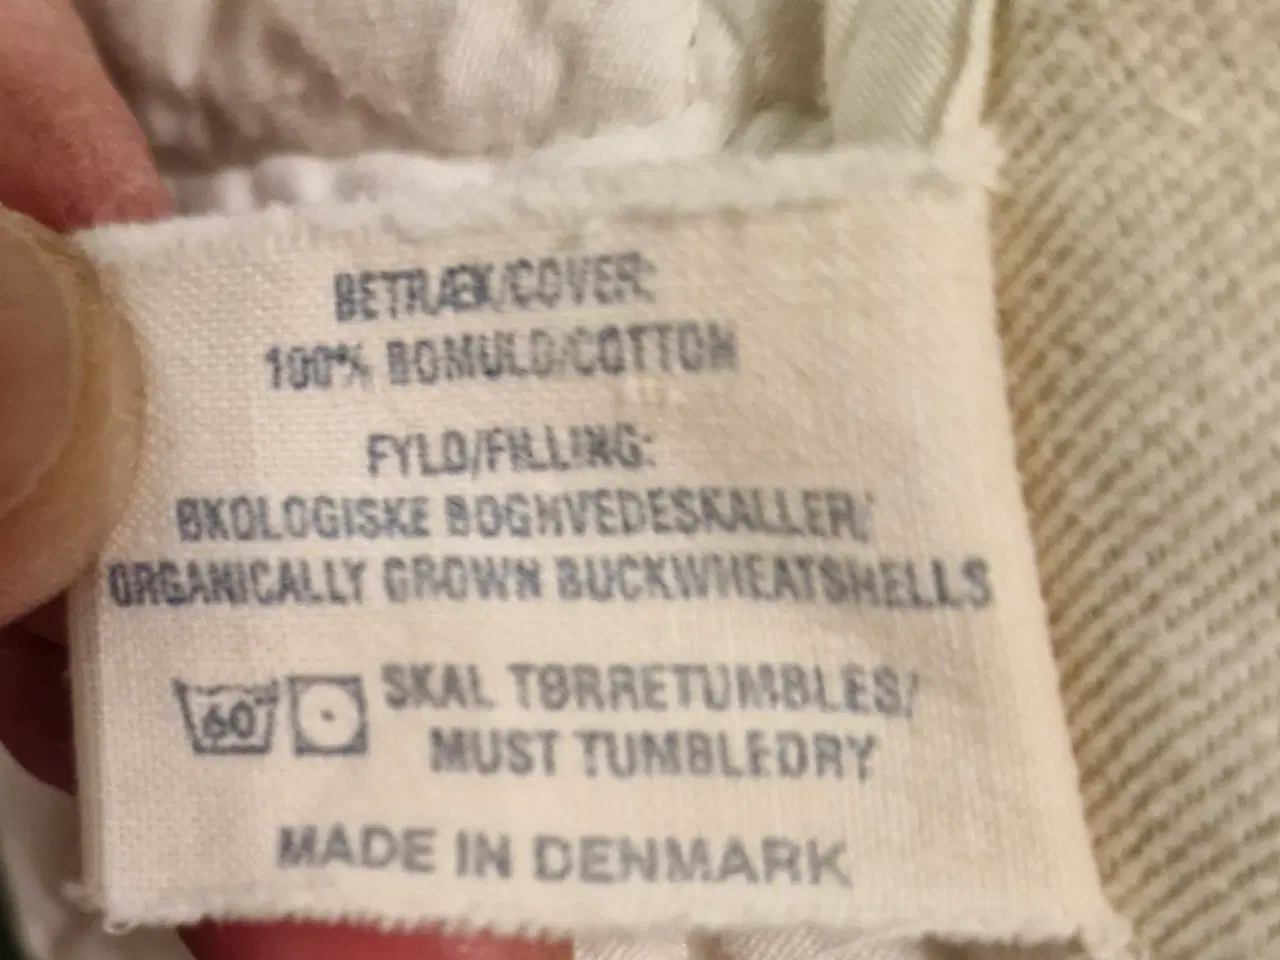 BETRÆK/COVER:
100% BOMULD/COTTON
FYLD/FILLING:
ØKOLOGISKE BOGHVEDESKALLER/
ORGANICALLY GROWN BUCKWHEATSHELLS
60° SKAL TØRRETUMBLES/
MUST TUMBLEDRY
MADE IN DENMARK